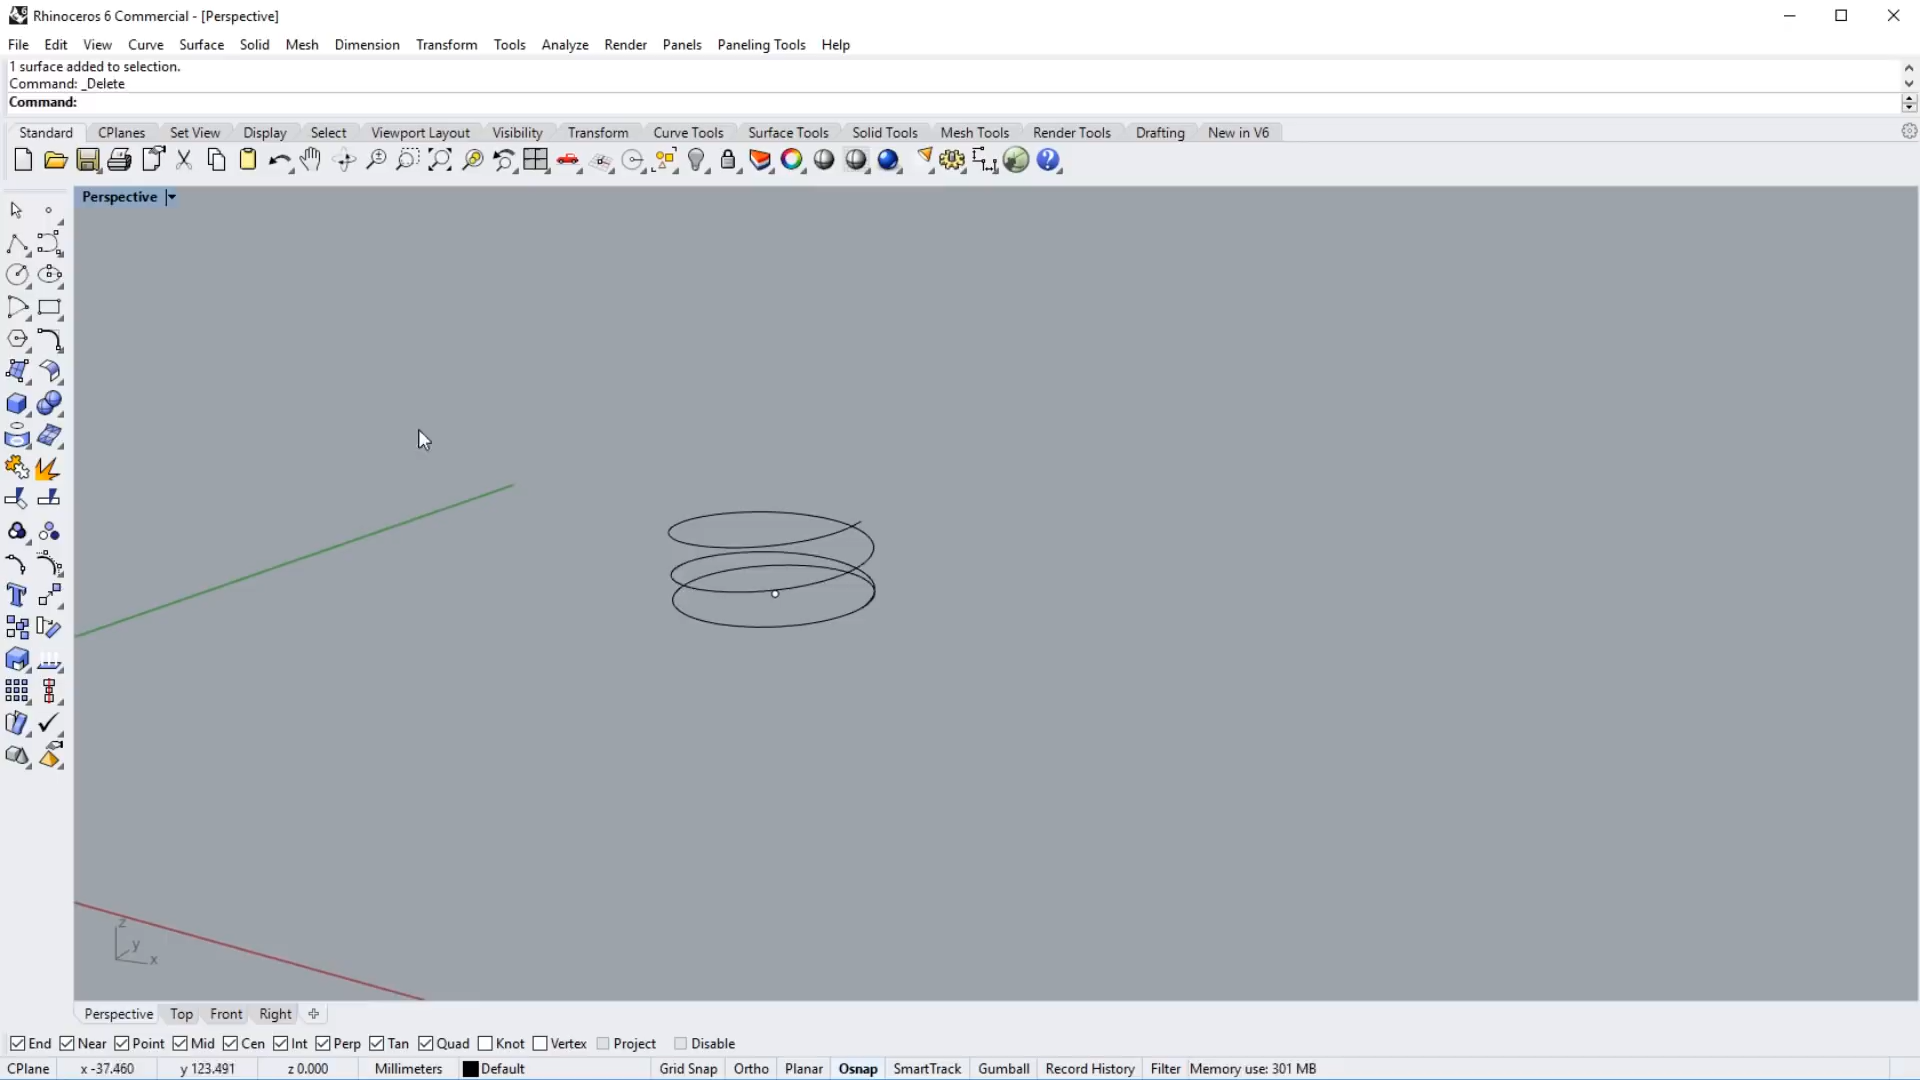 Rhinoceros 6 Commercial - [Perspective]
File Edit View Curve Surface Solid Mesh Dimension Transform Tools Analyze Render Panels Paneling Tools Help
1 surface added to selection.
Command: _Delete
Command:
Standard CPlanes Set View Display Select Viewport Layout Visibility Transform Curve Tools Surface Tools Solid Tools Mesh Tools Render Tools Drafting New in V6
Perspective
z
y
x
Perspective Top Front Right
End Near Point Mid Cen Int Perp Tan Quad Knot Vertex Project Disable
CPlane x -37.460 y 123.491 z 0.000 Millimeters Default Grid Snap Ortho Planar Osnap SmartTrack Gumball Record History Filter Memory use: 301 MB